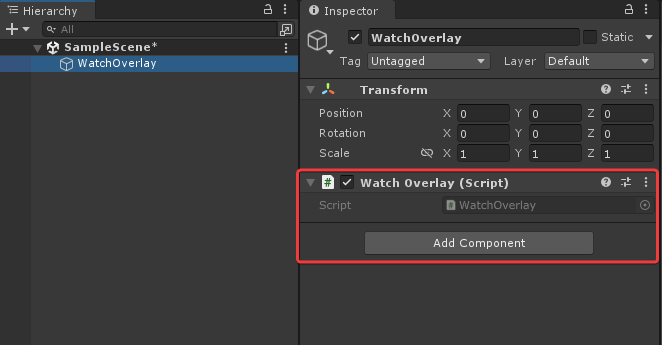 Hierarchy
All
SampleScene*
WatchOverlay
Inspector
WatchOverlay
Static
Tag Untagged Layer Default
Transform
Position X 0 Y 0 Z 0
Rotation X 0 Y 0 Z 0
Scale X 1 Y 1 Z 1
# Watch Overlay (Script)
Script # WatchOverlay
Add Component